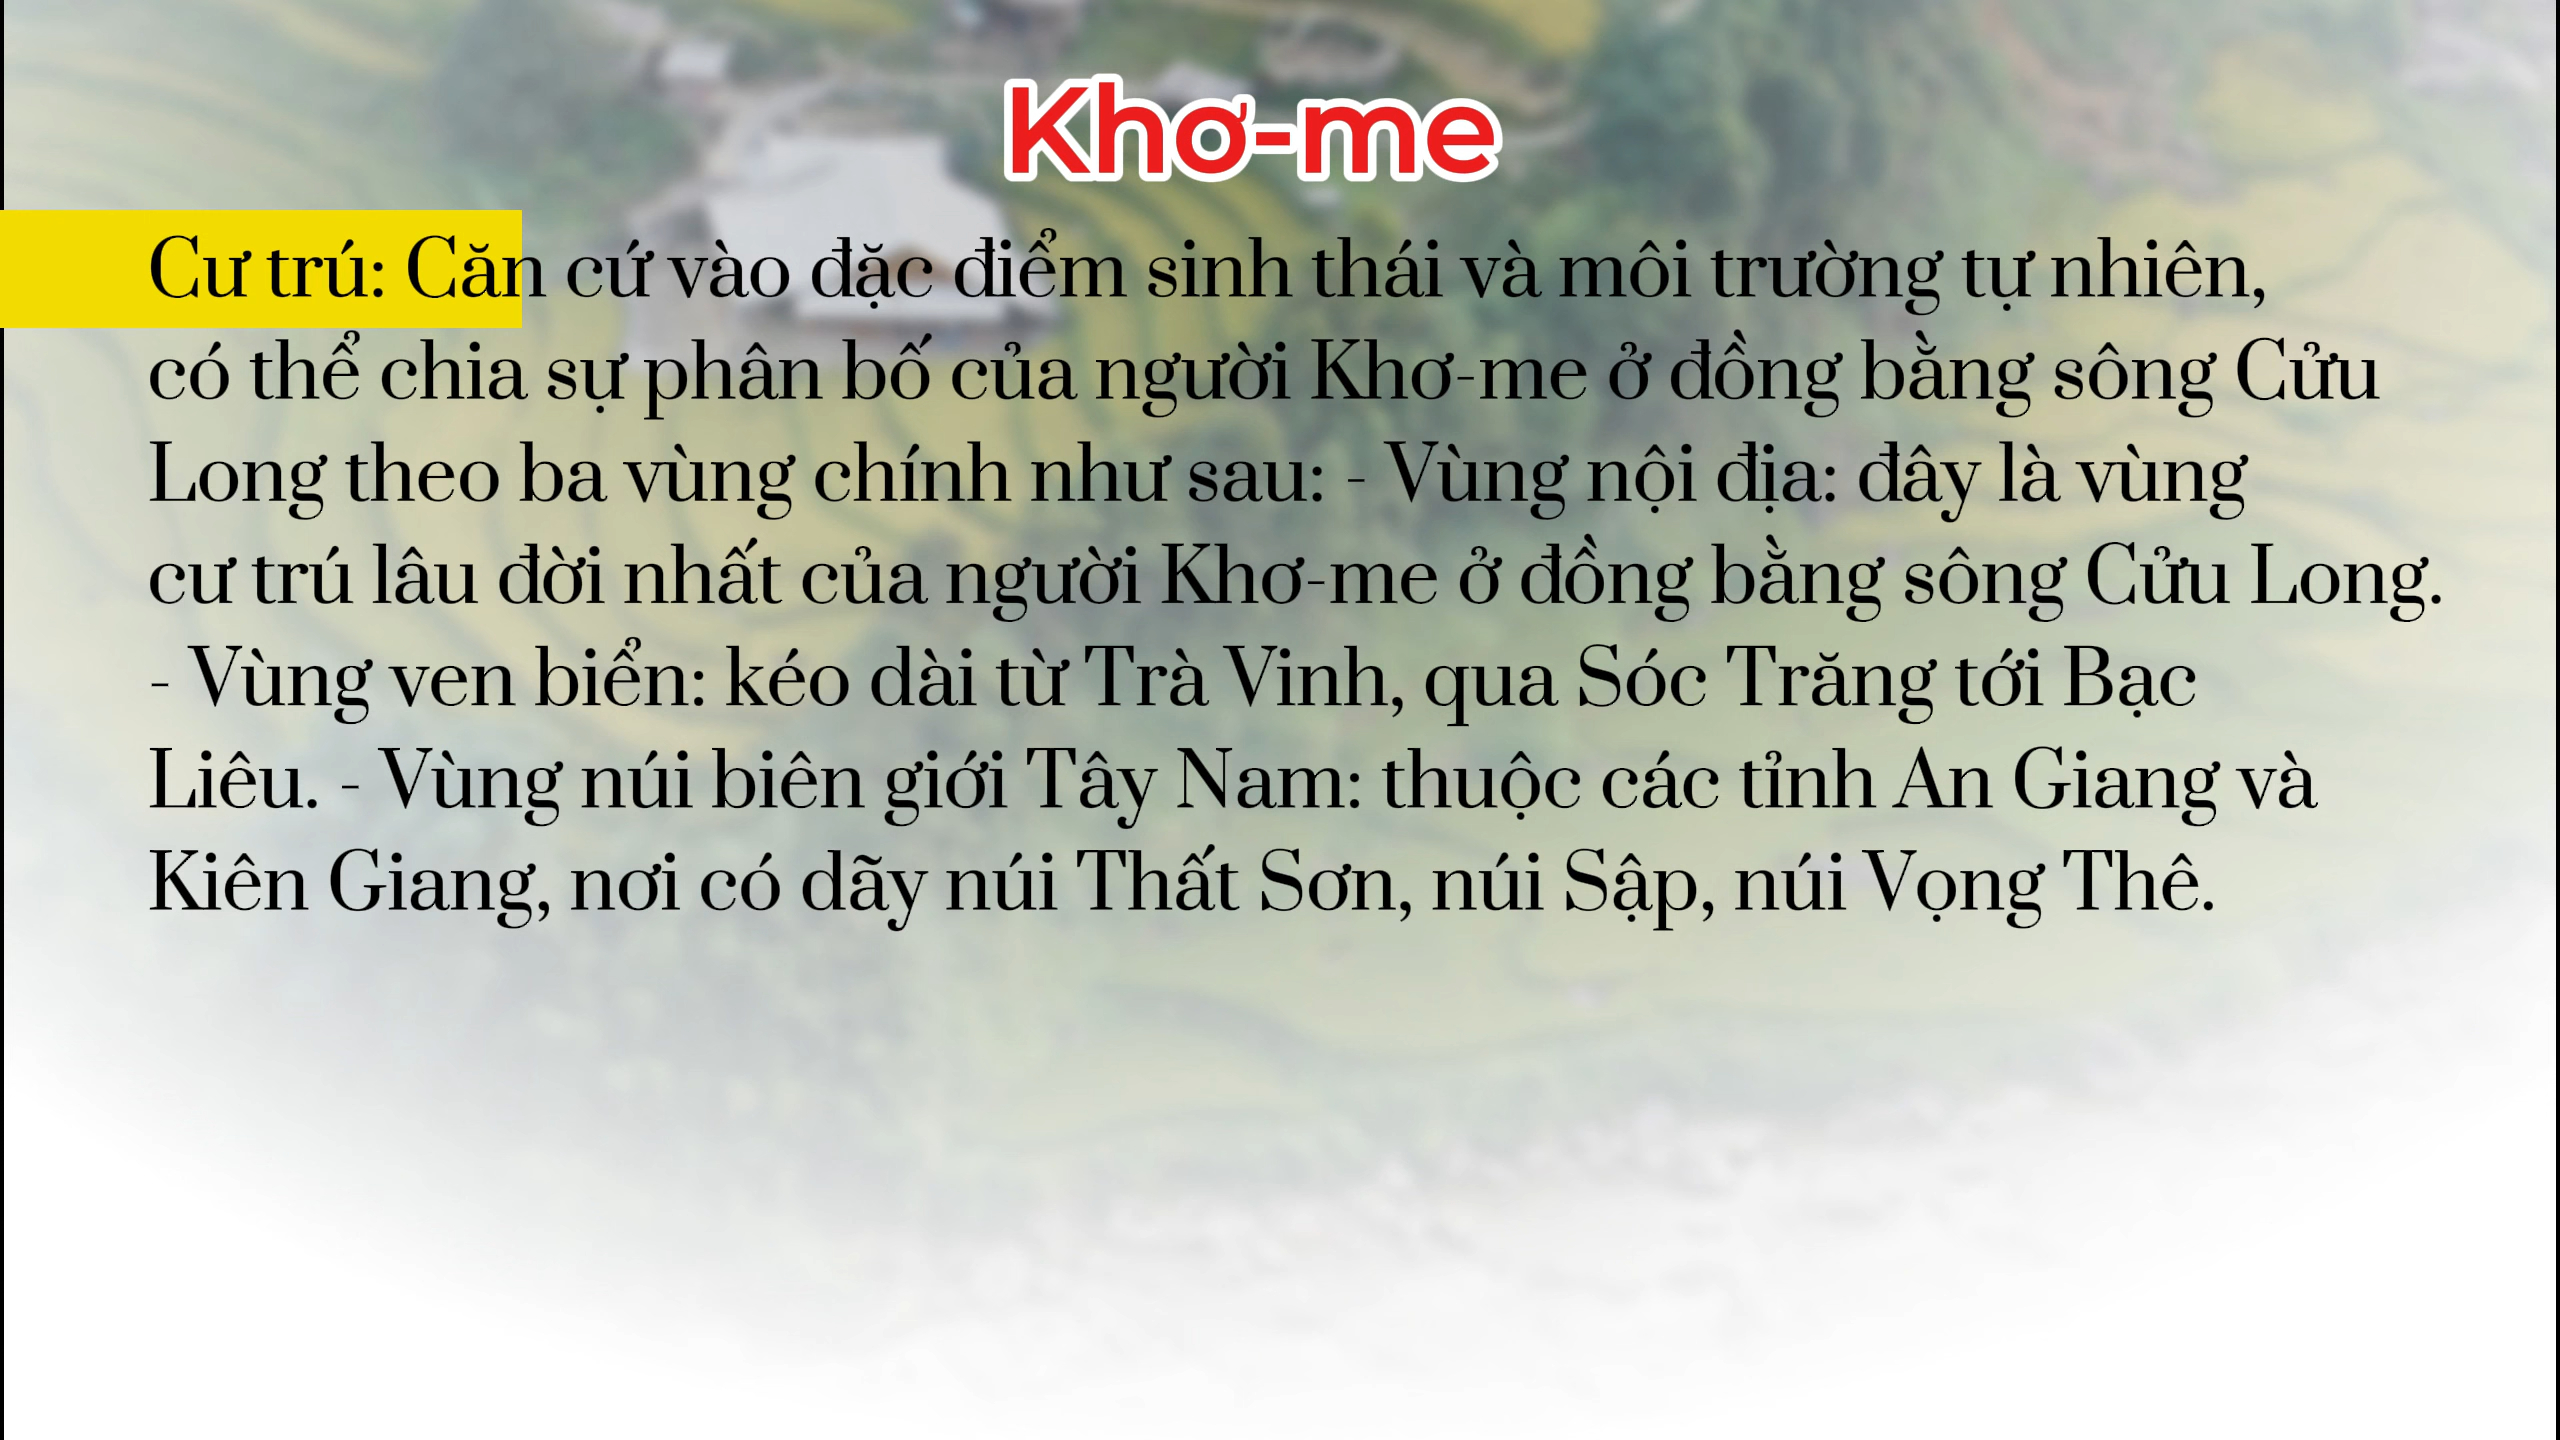 Khơ-me
Cư trú: Căn cứ vào đặc điểm sinh thái và môi trường tự nhiên,
có thể chia sự phân bố của người Khơ-me ở đồng bằng sông Cửu
Long theo ba vùng chính như sau: - Vùng nội địa: đây là vùng
cư trú lâu đời nhất của người Khơ-me ở đồng bằng sông Cửu Long.
- Vùng ven biển: kéo dài từ Trà Vinh, qua Sóc Trăng tới Bạc
Liêu. - Vùng núi biên giới Tây Nam: thuộc các tỉnh An Giang và
Kiên Giang, nơi có dãy núi Thất Sơn, núi Sập, núi Vọng Thê.